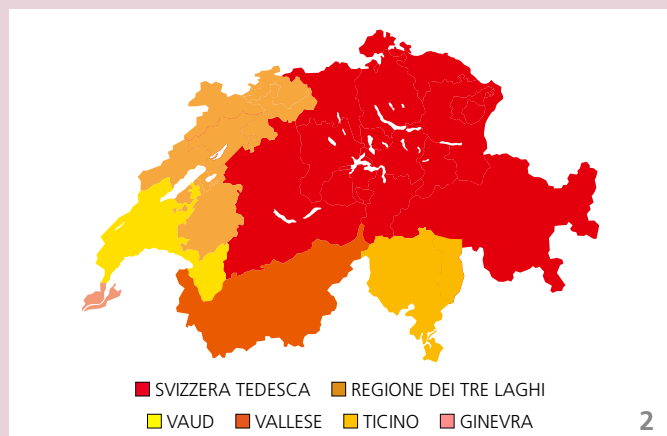 SVIZZERA TEDESCA REGIONE DEI TRE LAGHI
VAUD VALLESE TICINO GINEVRA
2